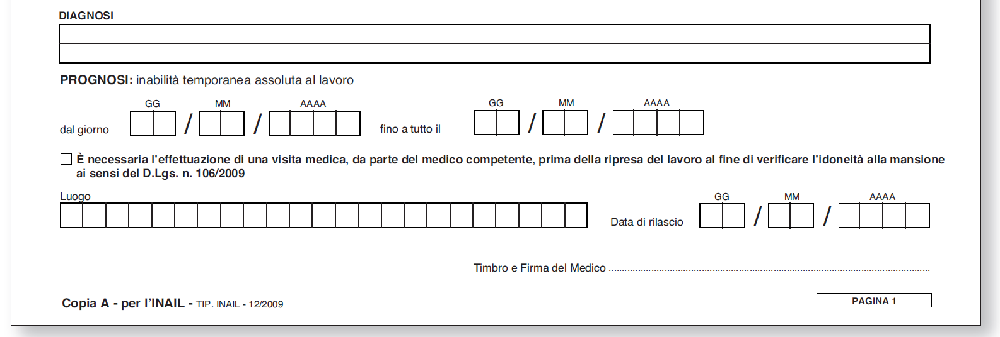 DIAGNOSI
PROGNOSI: inabilità temporanea assoluta al lavoro
GG MM AAAA GG MM AAAA
dal giorno / / fino a tutto il / /
È necessaria l'effettuazione di una visita medica, da parte del medico competente, prima della ripresa del lavoro al fine di verificare l'idoneità alla mansione
ai sensi del D.Lgs. n. 106/2009
Luogo GG MM AAAA
Data di rilascio / /
Timbro e Firma del Medico ..........
Copia A - per l'INAIL - TIP. INAIL - 12/2009 PAGINA 1